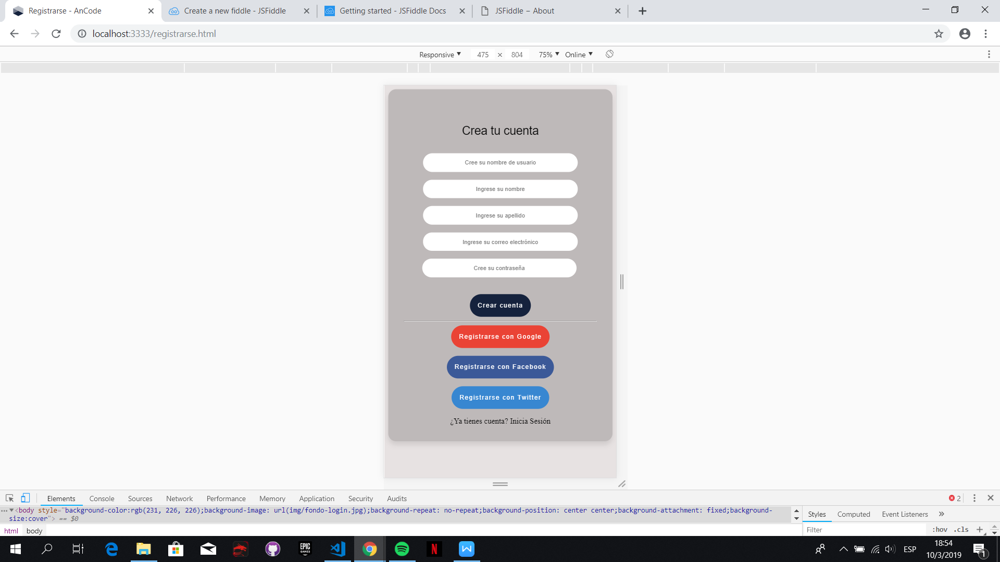 Registrarse - AnCode
Create a new fiddle - JSFiddle
Getting started - JSFiddle Docs
JSFiddle – About
localhost:3333/registrarse.html
Responsive ▼ 475 × 804 75% ▼ Online ▼
Crea tu cuenta
Cree su nombre de usuario
Ingrese su nombre
Ingrese su apellido
Ingrese su correo electrónico
Cree su contraseña
Crear cuenta
Registrarse con Google
Registrarse con Facebook
Registrarse con Twitter
¿Ya tienes cuenta? Inicia Sesión
Elements Console Sources Network Performance Memory Application Security Audits 2
<body style="background-color:rgb(231, 226, 226);background-image: url(img/fondo-login.jpg);background-repeat: no-repeat;background-position: center center;background-attachment: fixed;background-
size:cover"> == $0
Styles Computed Event Listeners »
html body
Filter :hov .cls +
EPIC GAMES
N
ESP
18:54
10/3/2019
1